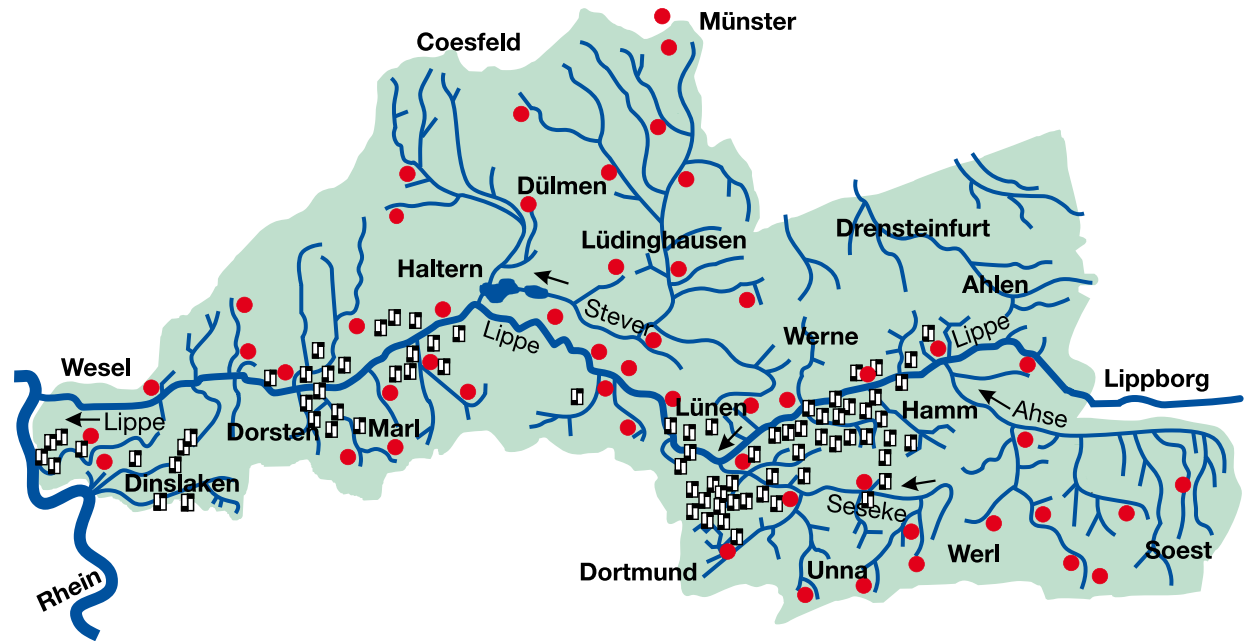 Münster
Coesfeld
Dülmen
Drensteinfurt
Lüdinghausen
Haltern
Ahlen
Stever
Lippe
Werne
Lippe
Wesel
Lippborg
Lippe
Lünen
Hamm
Ahse
Dorsten
Marl
Dinslaken
Seseke
Werl
Soest
Dortmund
Unna
Rhein